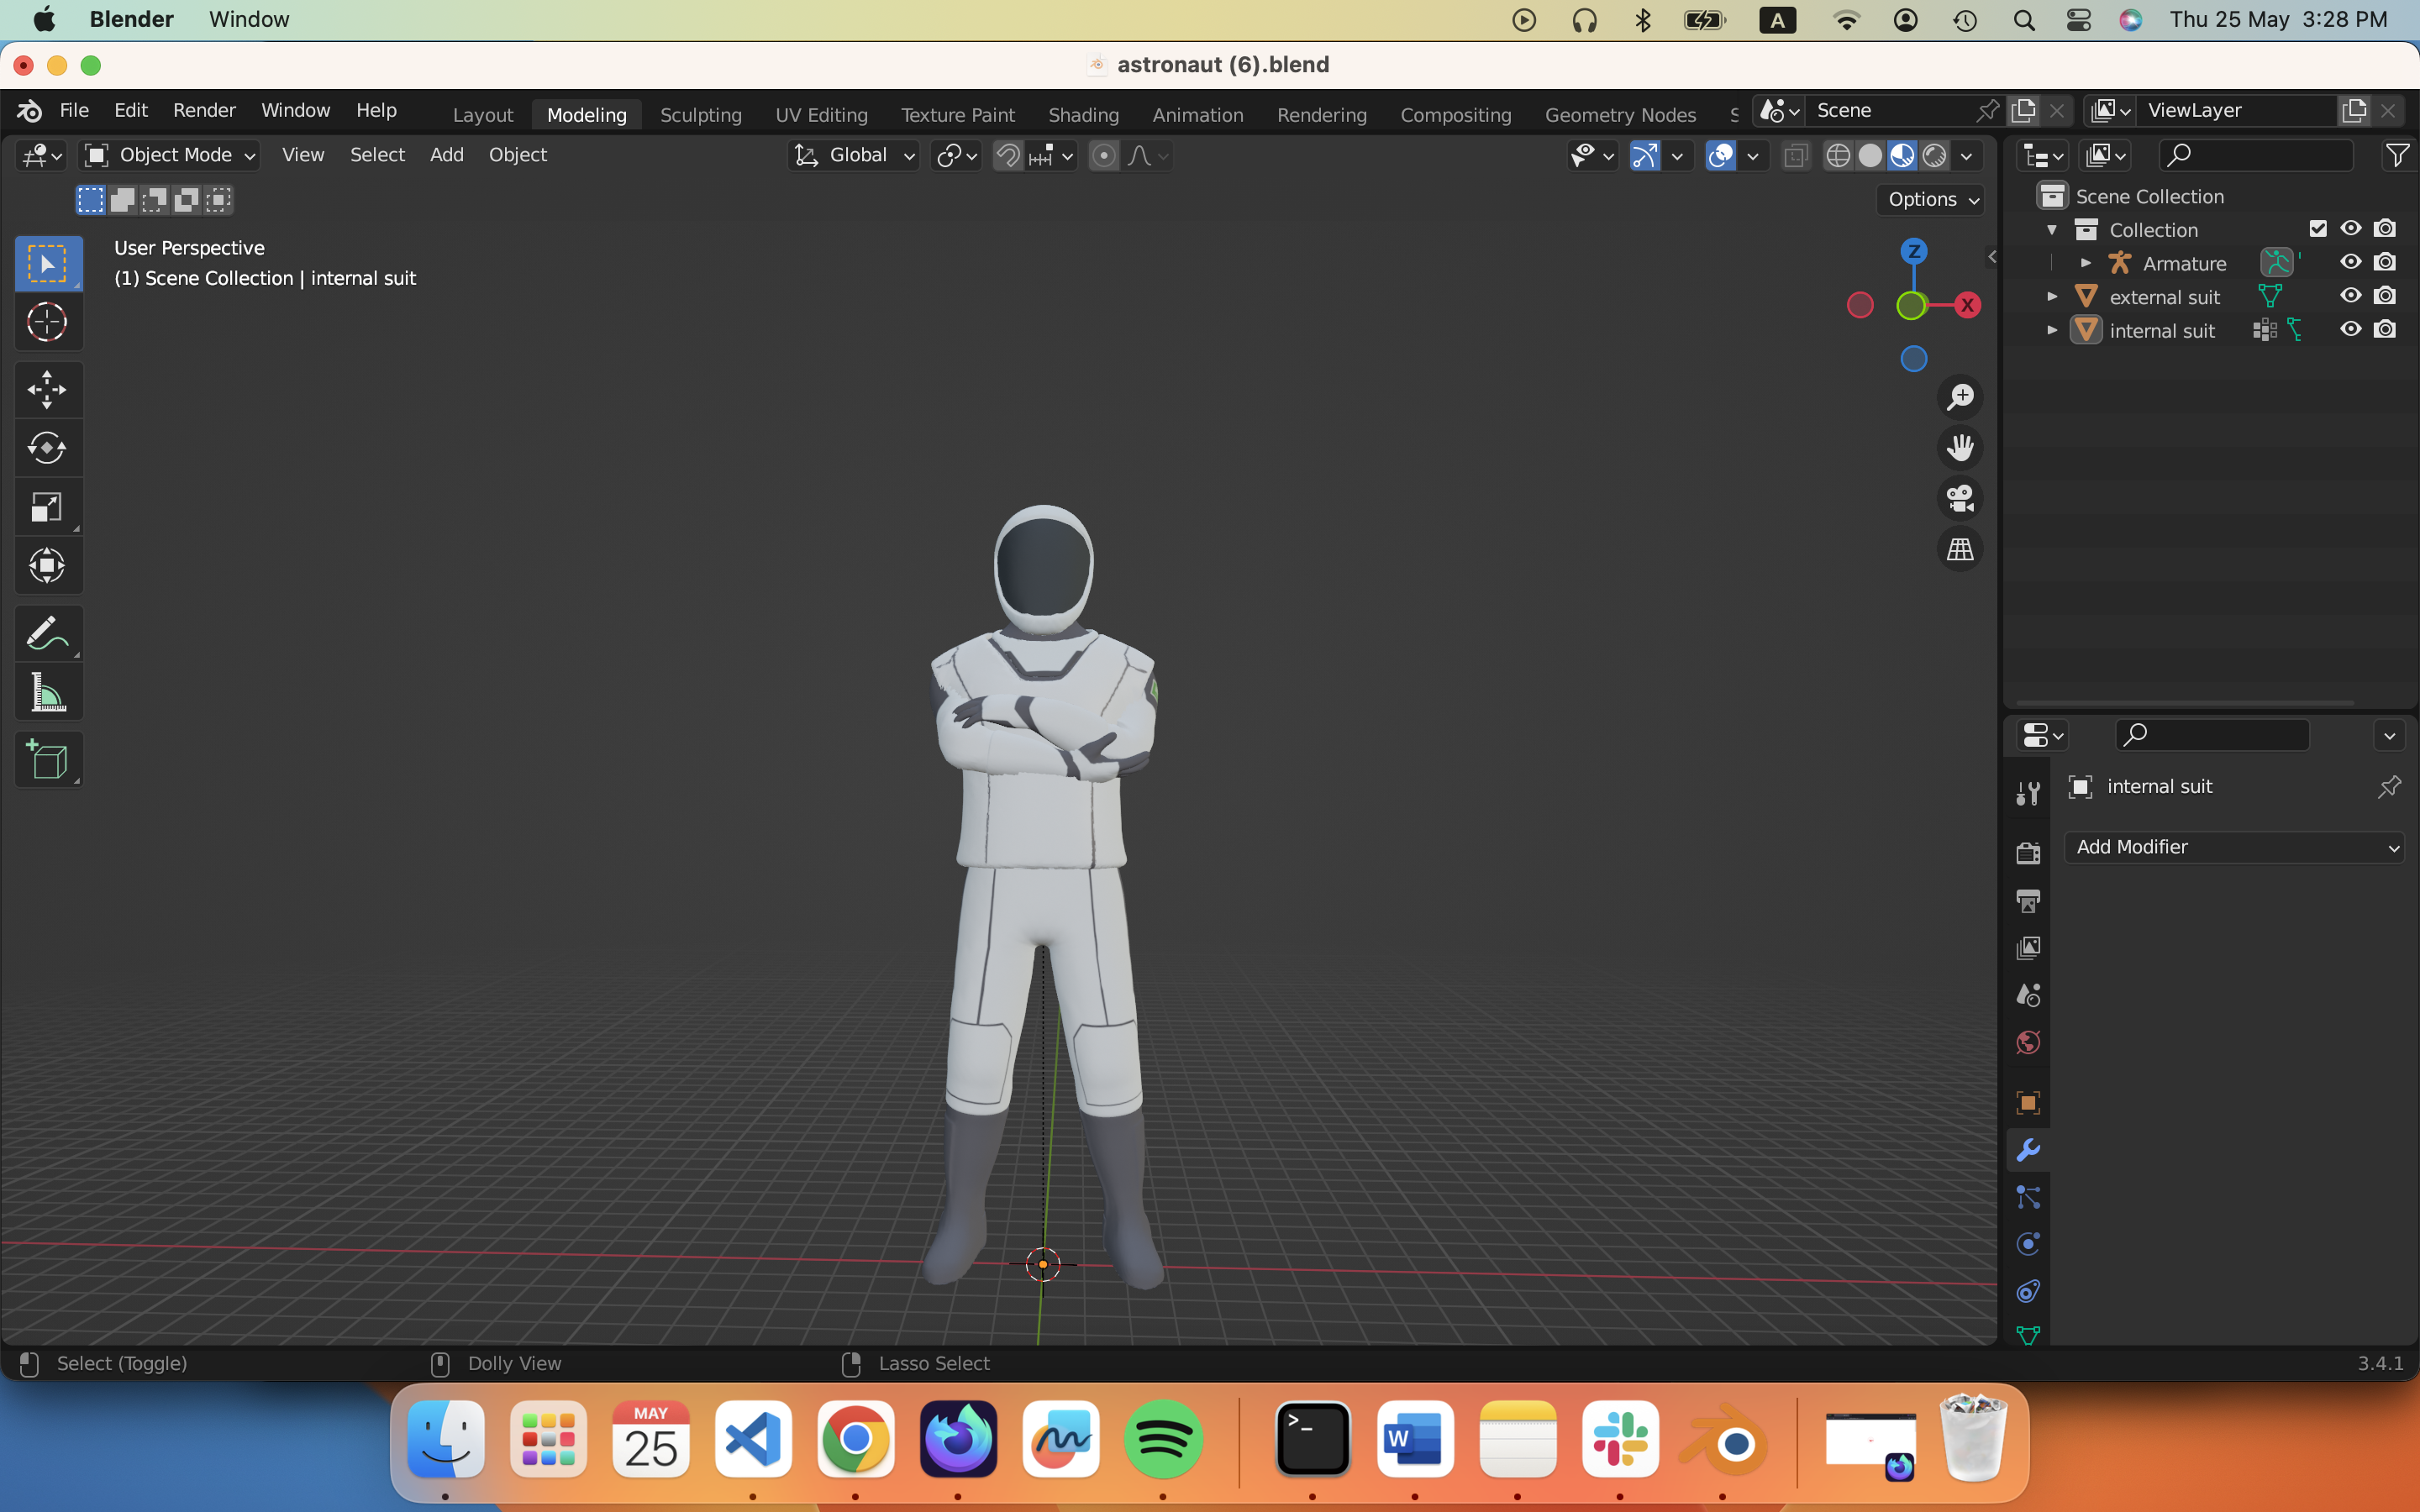 Blender Window Thu 25 May 3:28 PM
A
astronaut (6).blend
File Edit Render Window Help Layout Modeling Sculpting UV Editing Texture Paint Shading Animation Rendering Compositing Geometry Nodes S Scene ViewLayer
Object Mode View Select Add Object Global
Options
User Perspective
(1) Scene Collection | internal suit
Z
X
Scene Collection
Collection
Armature
external suit
internal suit
internal suit
Add Modifier
Select (Toggle) Dolly View Lasso Select 3.4.1
MAY
25
>_
W